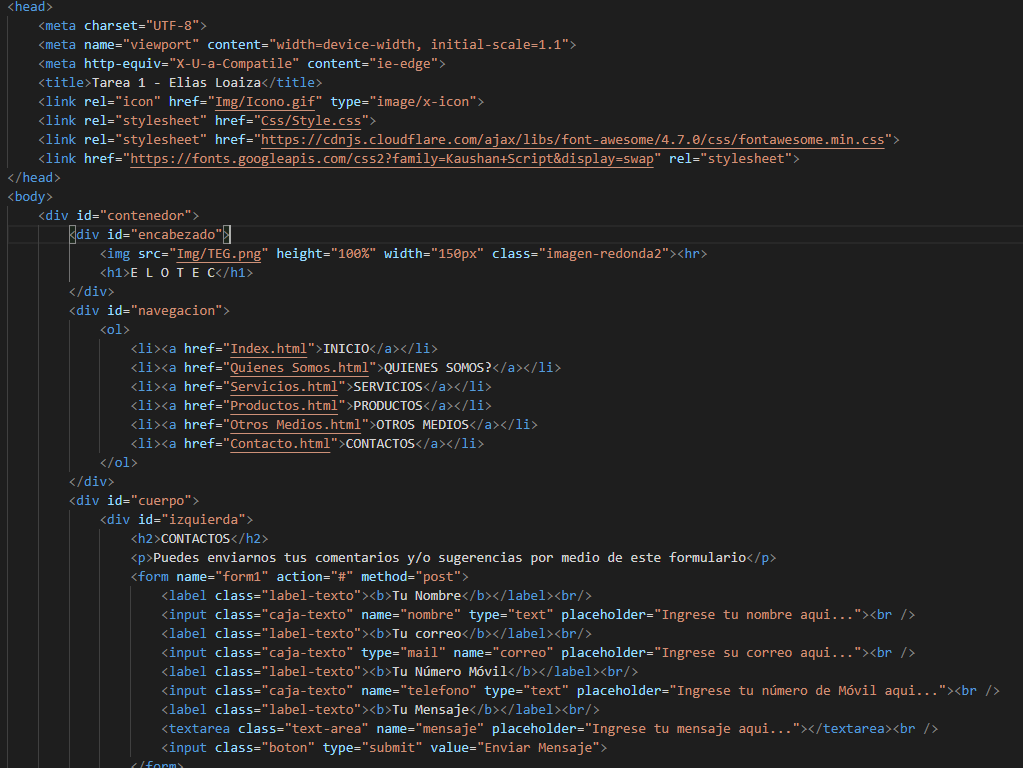 <head>
    <meta charset="UTF-8">
    <meta name="viewport" content="width=device-width, initial-scale=1.1">
    <meta http-equiv="X-U-a-Compatile" content="ie-edge">
    <title>Tarea 1 - Elias Loaiza</title>
    <link rel="icon" href="Img/Icono.gif" type="image/x-icon">
    <link rel="stylesheet" href="Css/Style.css">
    <link rel="stylesheet" href="https://cdnjs.cloudflare.com/ajax/libs/font-awesome/4.7.0/css/fontawesome.min.css">
    <link href="https://fonts.googleapis.com/css2?family=Kaushan+Script&display=swap" rel="stylesheet">
</head>
<body>
    <div id="contenedor">
        <div id="encabezado">
            <img src="Img/TEG.png" height="100%" width="150px" class="imagen-redonda2"><hr>
            <h1>E L O T E C</h1>
        </div>
        <div id="navegacion">
            <ol>
                <li><a href="Index.html">INICIO</a></li>
                <li><a href="Quienes Somos.html">QUIENES SOMOS?</a></li>
                <li><a href="Servicios.html">SERVICIOS</a></li>
                <li><a href="Productos.html">PRODUCTOS</a></li>
                <li><a href="Otros Medios.html">OTROS MEDIOS</a></li>
                <li><a href="Contacto.html">CONTACTOS</a></li>
            </ol>
        </div>
        <div id="cuerpo">
            <div id="izquierda">
                <h2>CONTACTOS</h2>
                <p>Puedes enviarnos tus comentarios y/o sugerencias por medio de este formulario</p>
                <form name="form1" action="#" method="post">
                    <label class="label-texto"><b>Tu Nombre</b></label><br/>
                    <input class="caja-texto" name="nombre" type="text" placeholder="Ingrese tu nombre aqui..."><br />
                    <label class="label-texto"><b>Tu correo</b></label><br/>
                    <input class="caja-texto" type="mail" name="correo" placeholder="Ingrese su correo aqui..."><br />
                    <label class="label-texto"><b>Tu Número Móvil</b></label><br/>
                    <input class="caja-texto" name="telefono" type="text" placeholder="Ingrese tu número de Móvil aqui..."><br />
                    <label class="label-texto"><b>Tu Mensaje</b></label><br/>
                    <textarea class="text-area" name="mensaje" placeholder="Ingrese tu mensaje aqui..."></textarea><br />
                    <input class="boton" type="submit" value="Enviar Mensaje">
                </form>